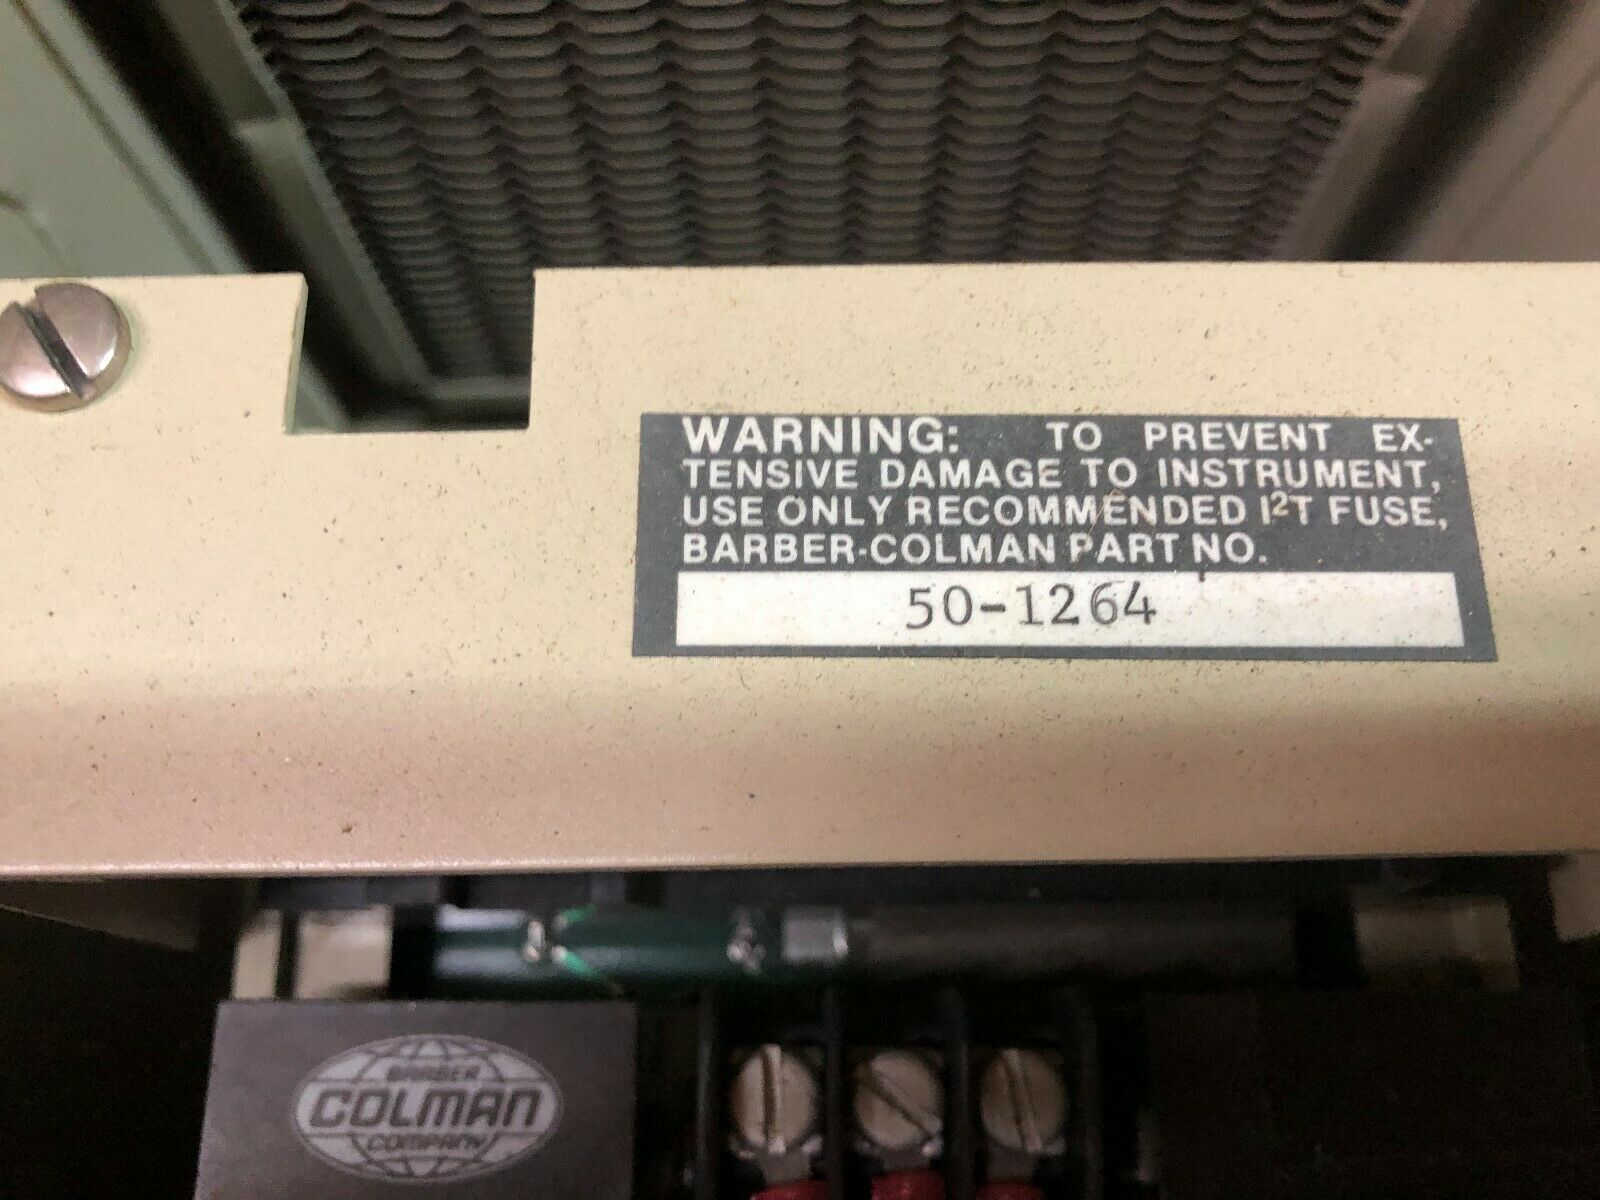 WARNING: TO PREVENT EX-
TENSIVE DAMAGE TO INSTRUMENT,
USE ONLY RECOMMENDED I²T FUSE,
BARBER-COLMAN PART NO.
50-1264
BARBER
COLMAN
COMPANY